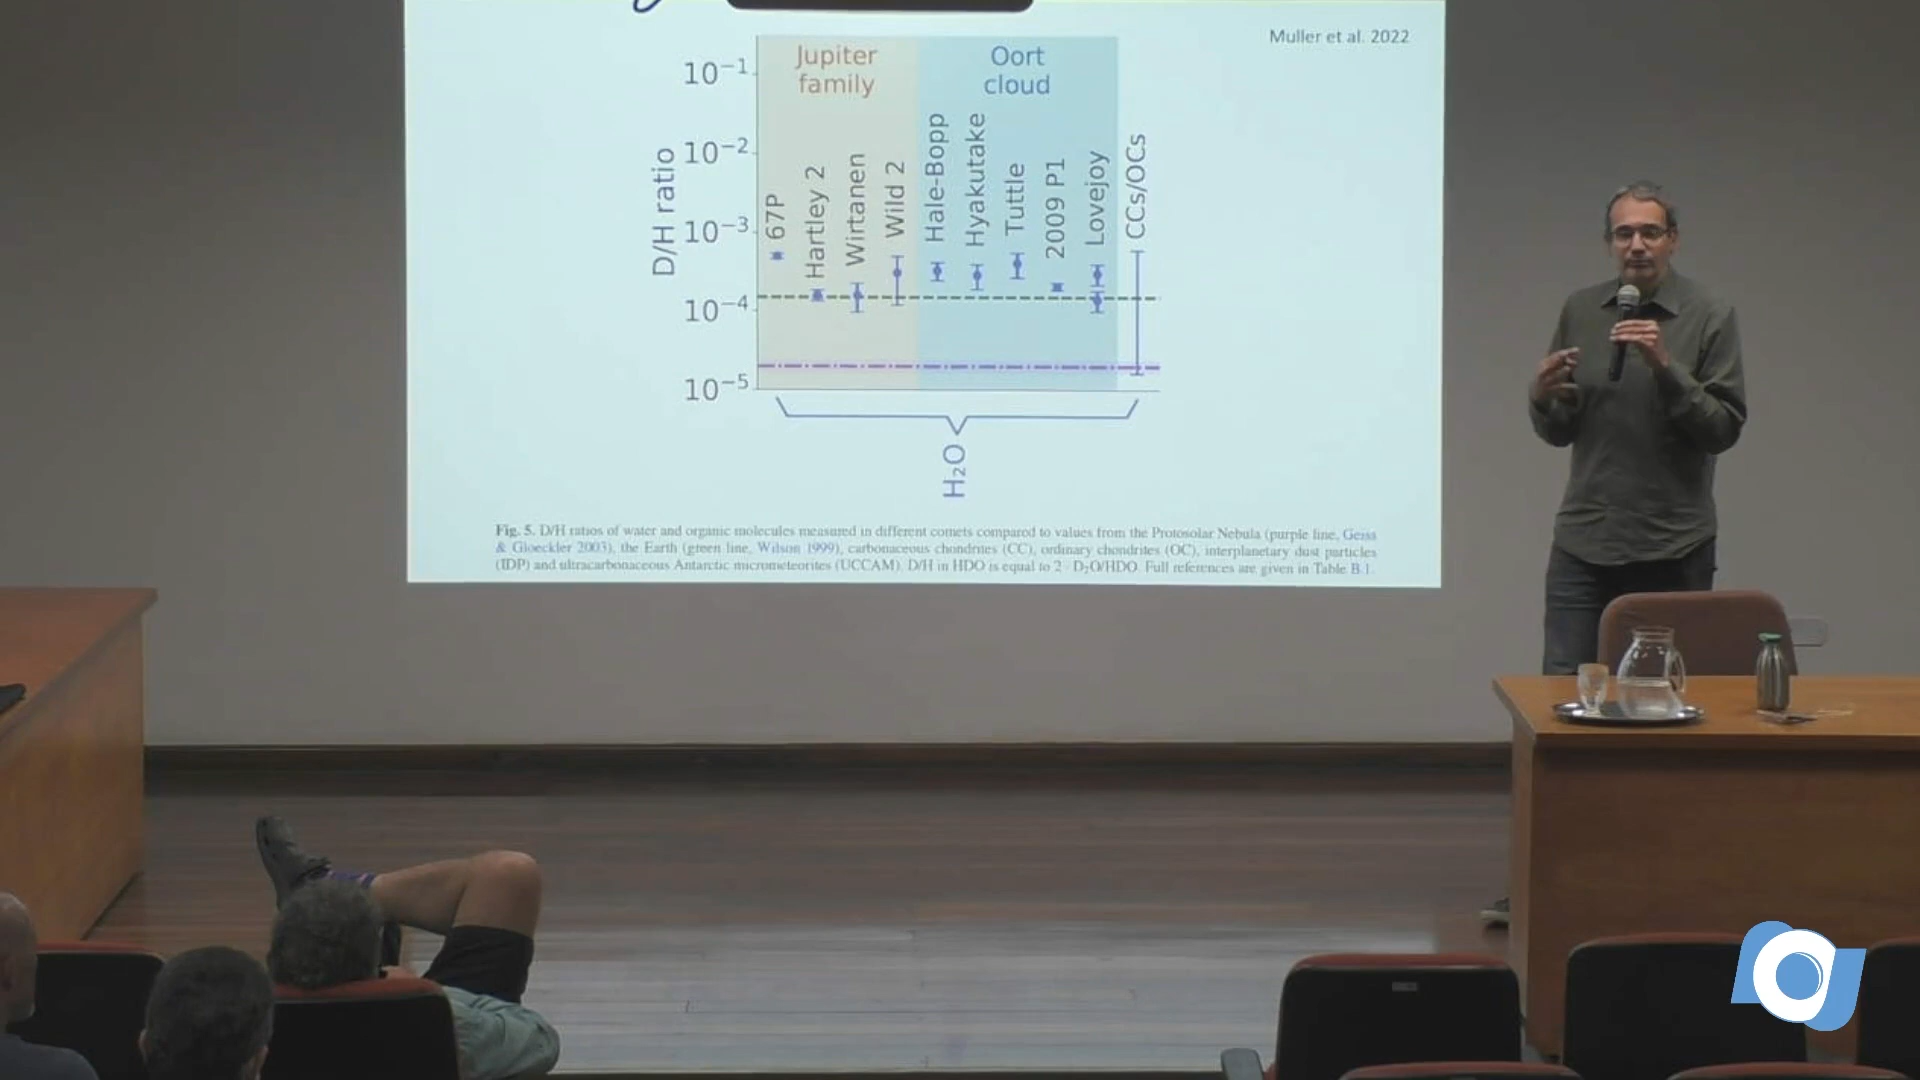 Muller et al. 2022
Jupiter
family
Oort
cloud
D/H ratio
10⁻¹
10⁻²
10⁻³
10⁻⁴
10⁻⁵
67P
Hartley 2
Wirtanen
Wild 2
Hale-Bopp
Hyakutake
Tuttle
2009 P1
Lovejoy
CCs/OCs
H₂O
Fig. 5. D/H ratios of water and organic molecules measured in different comets compared to values from the Protosolar Nebula (purple line, Geiss
& Gloeckler 2003), the Earth (green line, Wilson 1999), carbonaceous chondrites (CC), ordinary chondrites (OC), interplanetary dust particles
(IDP) and ultracarbonaceous Antarctic micrometeorites (UCCAM). D/H in HDO is equal to 2 · D₂O/HDO. Full references are given in Table B.1.